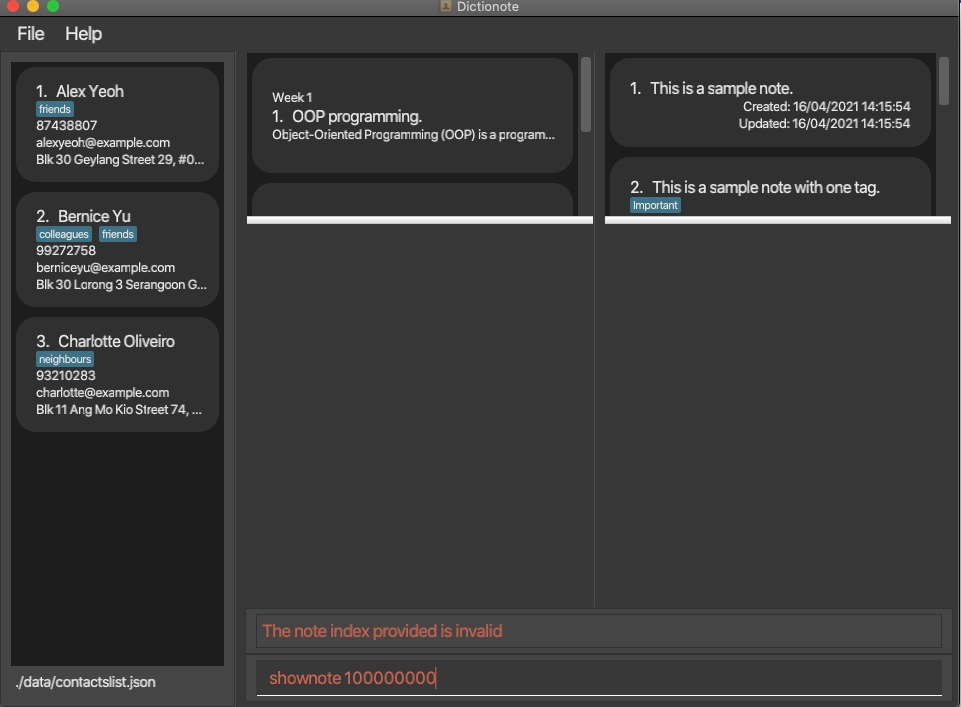 Dictionote
File Help
1. Alex Yeoh
friends
87438807
alexyeoh@example.com
Blk 30 Geylang Street 29, #0...
2. Bernice Yu
colleagues friends
99272758
berniceyu@example.com
Blk 30 Lorong 3 Serangoon G...
3. Charlotte Oliveiro
neighbours
93210283
charlotte@example.com
Blk 11 Ang Mo Kio Street 74, ...
./data/contactslist.json
Week 1
1. OOP programming.
Object-Oriented Programming (OOP) is a program...
1. This is a sample note.
Created: 16/04/2021 14:15:54
Updated: 16/04/2021 14:15:54
2. This is a sample note with one tag.
Important
The note index provided is invalid
shownote 100000000